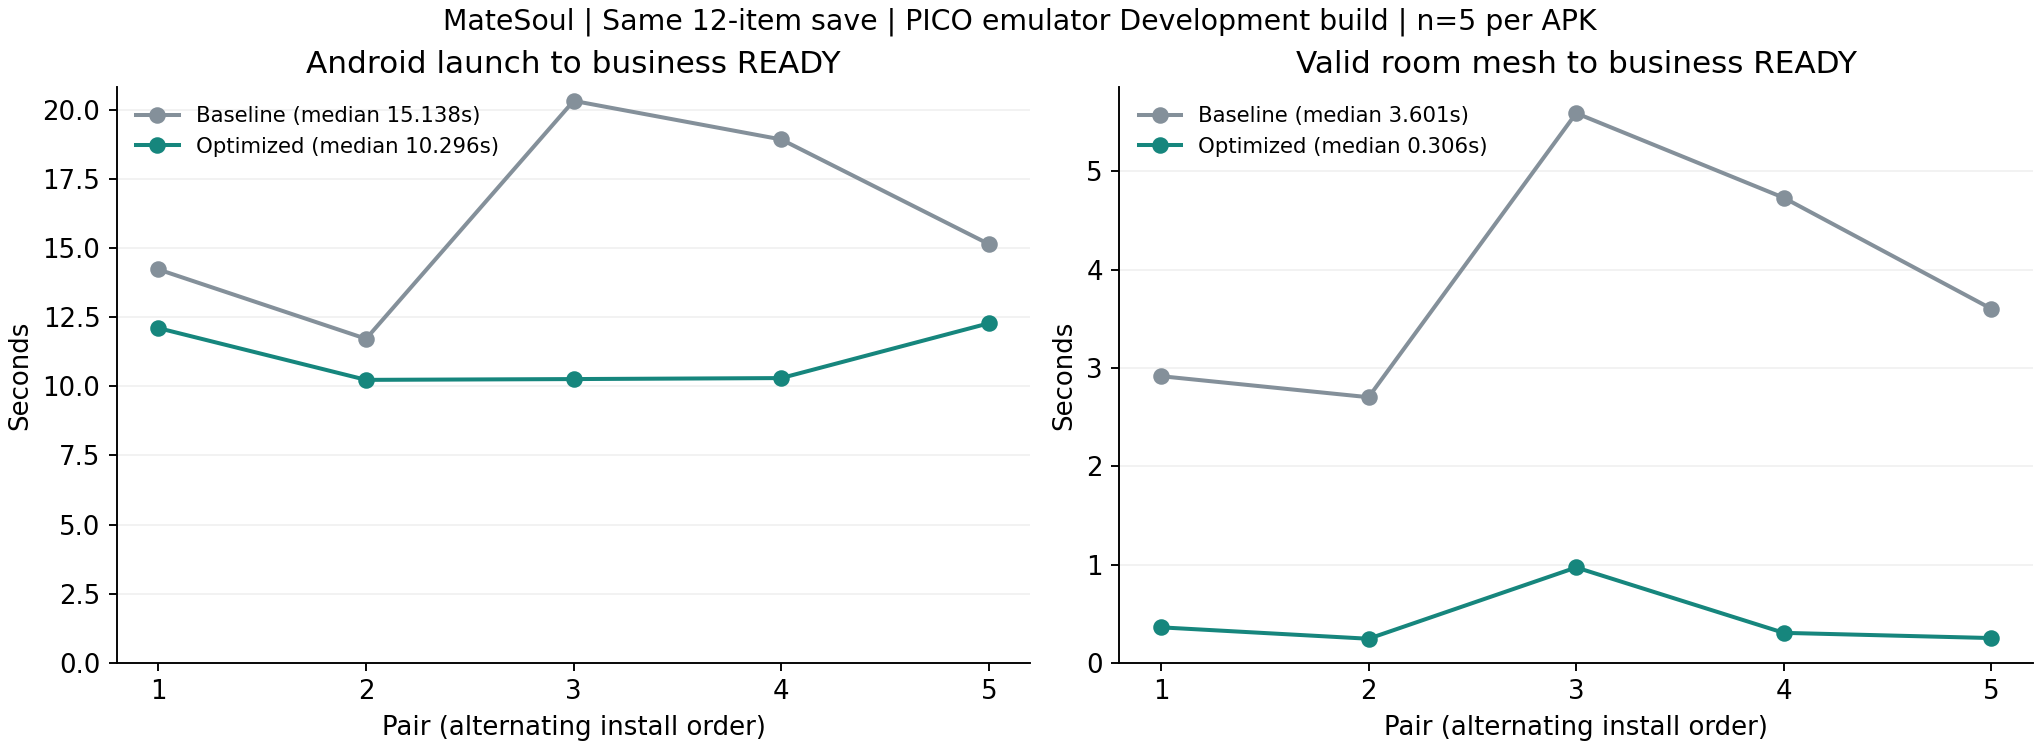 MateSoul | Same 12-item save | PICO emulator Development build | n=5 per APK
Android launch to business READY
Baseline (median 15.138s)
Optimized (median 10.296s)
20.0
17.5
15.0
12.5
10.0
7.5
5.0
2.5
0.0
Seconds
1 2 3 4 5
Pair (alternating install order)
Valid room mesh to business READY
Baseline (median 3.601s)
Optimized (median 0.306s)
5
4
3
2
1
0
Seconds
1 2 3 4 5
Pair (alternating install order)